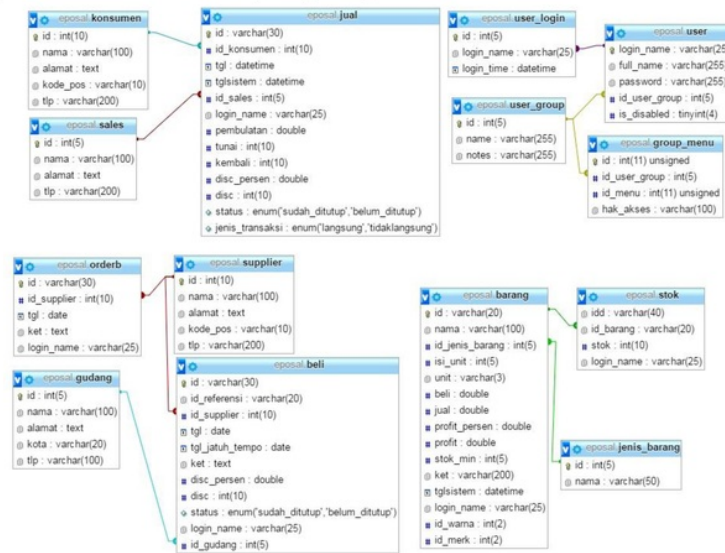 eposal.konsumen
id : int(10)
nama : varchar(100)
alamat : text
kode_pos : varchar(10)
tlp : varchar(200)
eposal.sales
id : int(5)
nama : varchar(100)
alamat : text
tlp : varchar(200)
eposal.jual
id : varchar(30)
id_konsumen : int(10)
tgl : datetime
tglsistem : datetime
id_sales : int(5)
login_name : varchar(25)
pembulatan : double
tunai : int(10)
kembali : int(10)
disc_persen : double
disc : int(10)
status : enum('sudah_ditutup','belum_ditutup')
jenis_transaksi : enum('langsung','tidaklangsung')
eposal.user_login
id : int(5)
login_name : varchar(25)
login_time : datetime
eposal.user
login_name : varchar(25)
full_name : varchar(255)
password : varchar(255)
id_user_group : int(5)
is_disabled : tinyint(4)
eposal.user_group
id : int(5)
name : varchar(255)
notes : varchar(255)
eposal.group_menu
id : int(11) unsigned
id_user_group : int(5)
id_menu : int(11) unsigned
hak_akses : varchar(100)
eposal.orderb
id : varchar(30)
id_supplier : int(10)
tgl : date
ket : text
login_name : varchar(25)
eposal.supplier
id : int(10)
nama : varchar(100)
alamat : text
kode_pos : varchar(10)
tlp : varchar(200)
eposal.gudang
id : int(5)
nama : varchar(100)
alamat : text
kota : varchar(20)
tlp : varchar(100)
eposal.beli
id : varchar(30)
id_referensi : varchar(20)
id_supplier : int(10)
tgl : date
tgl_jatuh_tempo : date
ket : text
disc_persen : double
disc : int(10)
status : enum('sudah_ditutup','belum_ditutup')
login_name : varchar(25)
id_gudang : int(5)
eposal.barang
id : varchar(20)
nama : varchar(100)
id_jenis_barang : int(5)
isi_unit : int(5)
unit : varchar(3)
beli : double
jual : double
profit_persen : double
profit : double
stok_min : int(5)
ket : varchar(200)
tglsistem : datetime
login_name : varchar(25)
id_warna : int(2)
id_merk : int(2)
eposal.stok
idd : varchar(40)
id_barang : varchar(20)
stok : int(10)
login_name : varchar(25)
eposal.jenis_barang
id : int(5)
nama : varchar(50)